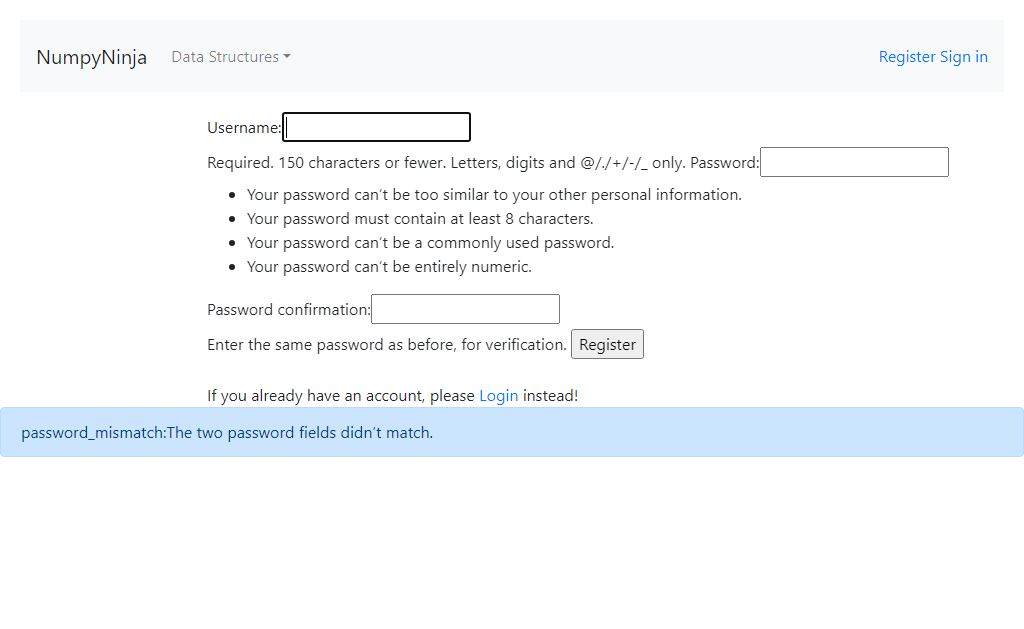 NumpyNinja Data Structures Register Sign in
Username:
Required. 150 characters or fewer. Letters, digits and @/./+/-/_ only. Password:
Your password can’t be too similar to your other personal information.
Your password must contain at least 8 characters.
Your password can’t be a commonly used password.
Your password can’t be entirely numeric.
Password confirmation:
Enter the same password as before, for verification. Register
If you already have an account, please Login instead!
password_mismatch:The two password fields didn’t match.